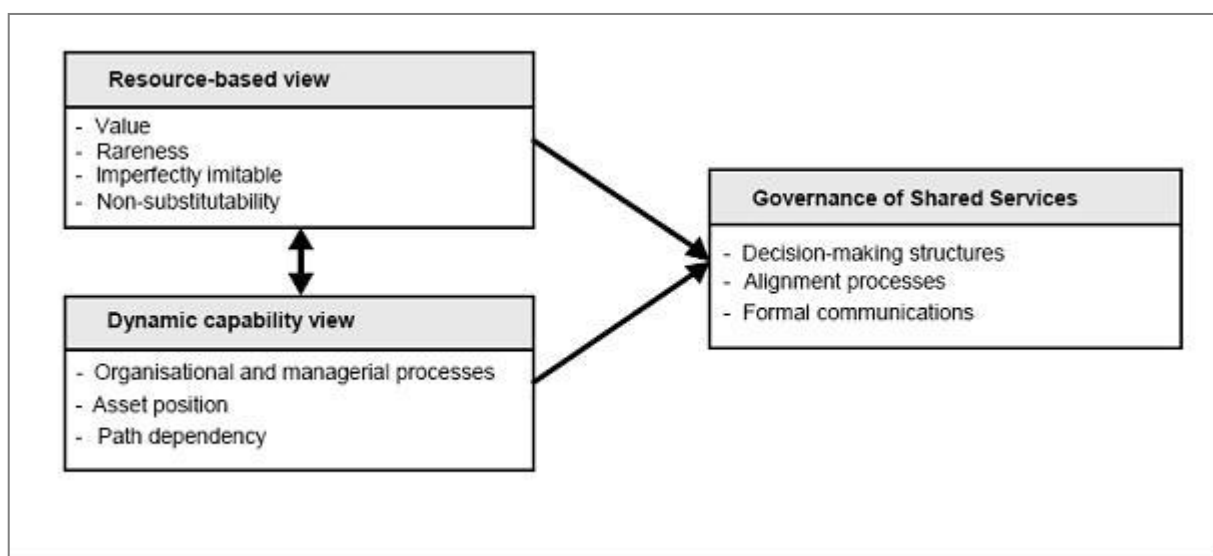 Resource-based view
- Value
- Rareness
- Imperfectly imitable
- Non-substitutability
Dynamic capability view
- Organisational and managerial processes
- Asset position
- Path dependency
Governance of Shared Services
- Decision-making structures
- Alignment processes
- Formal communications